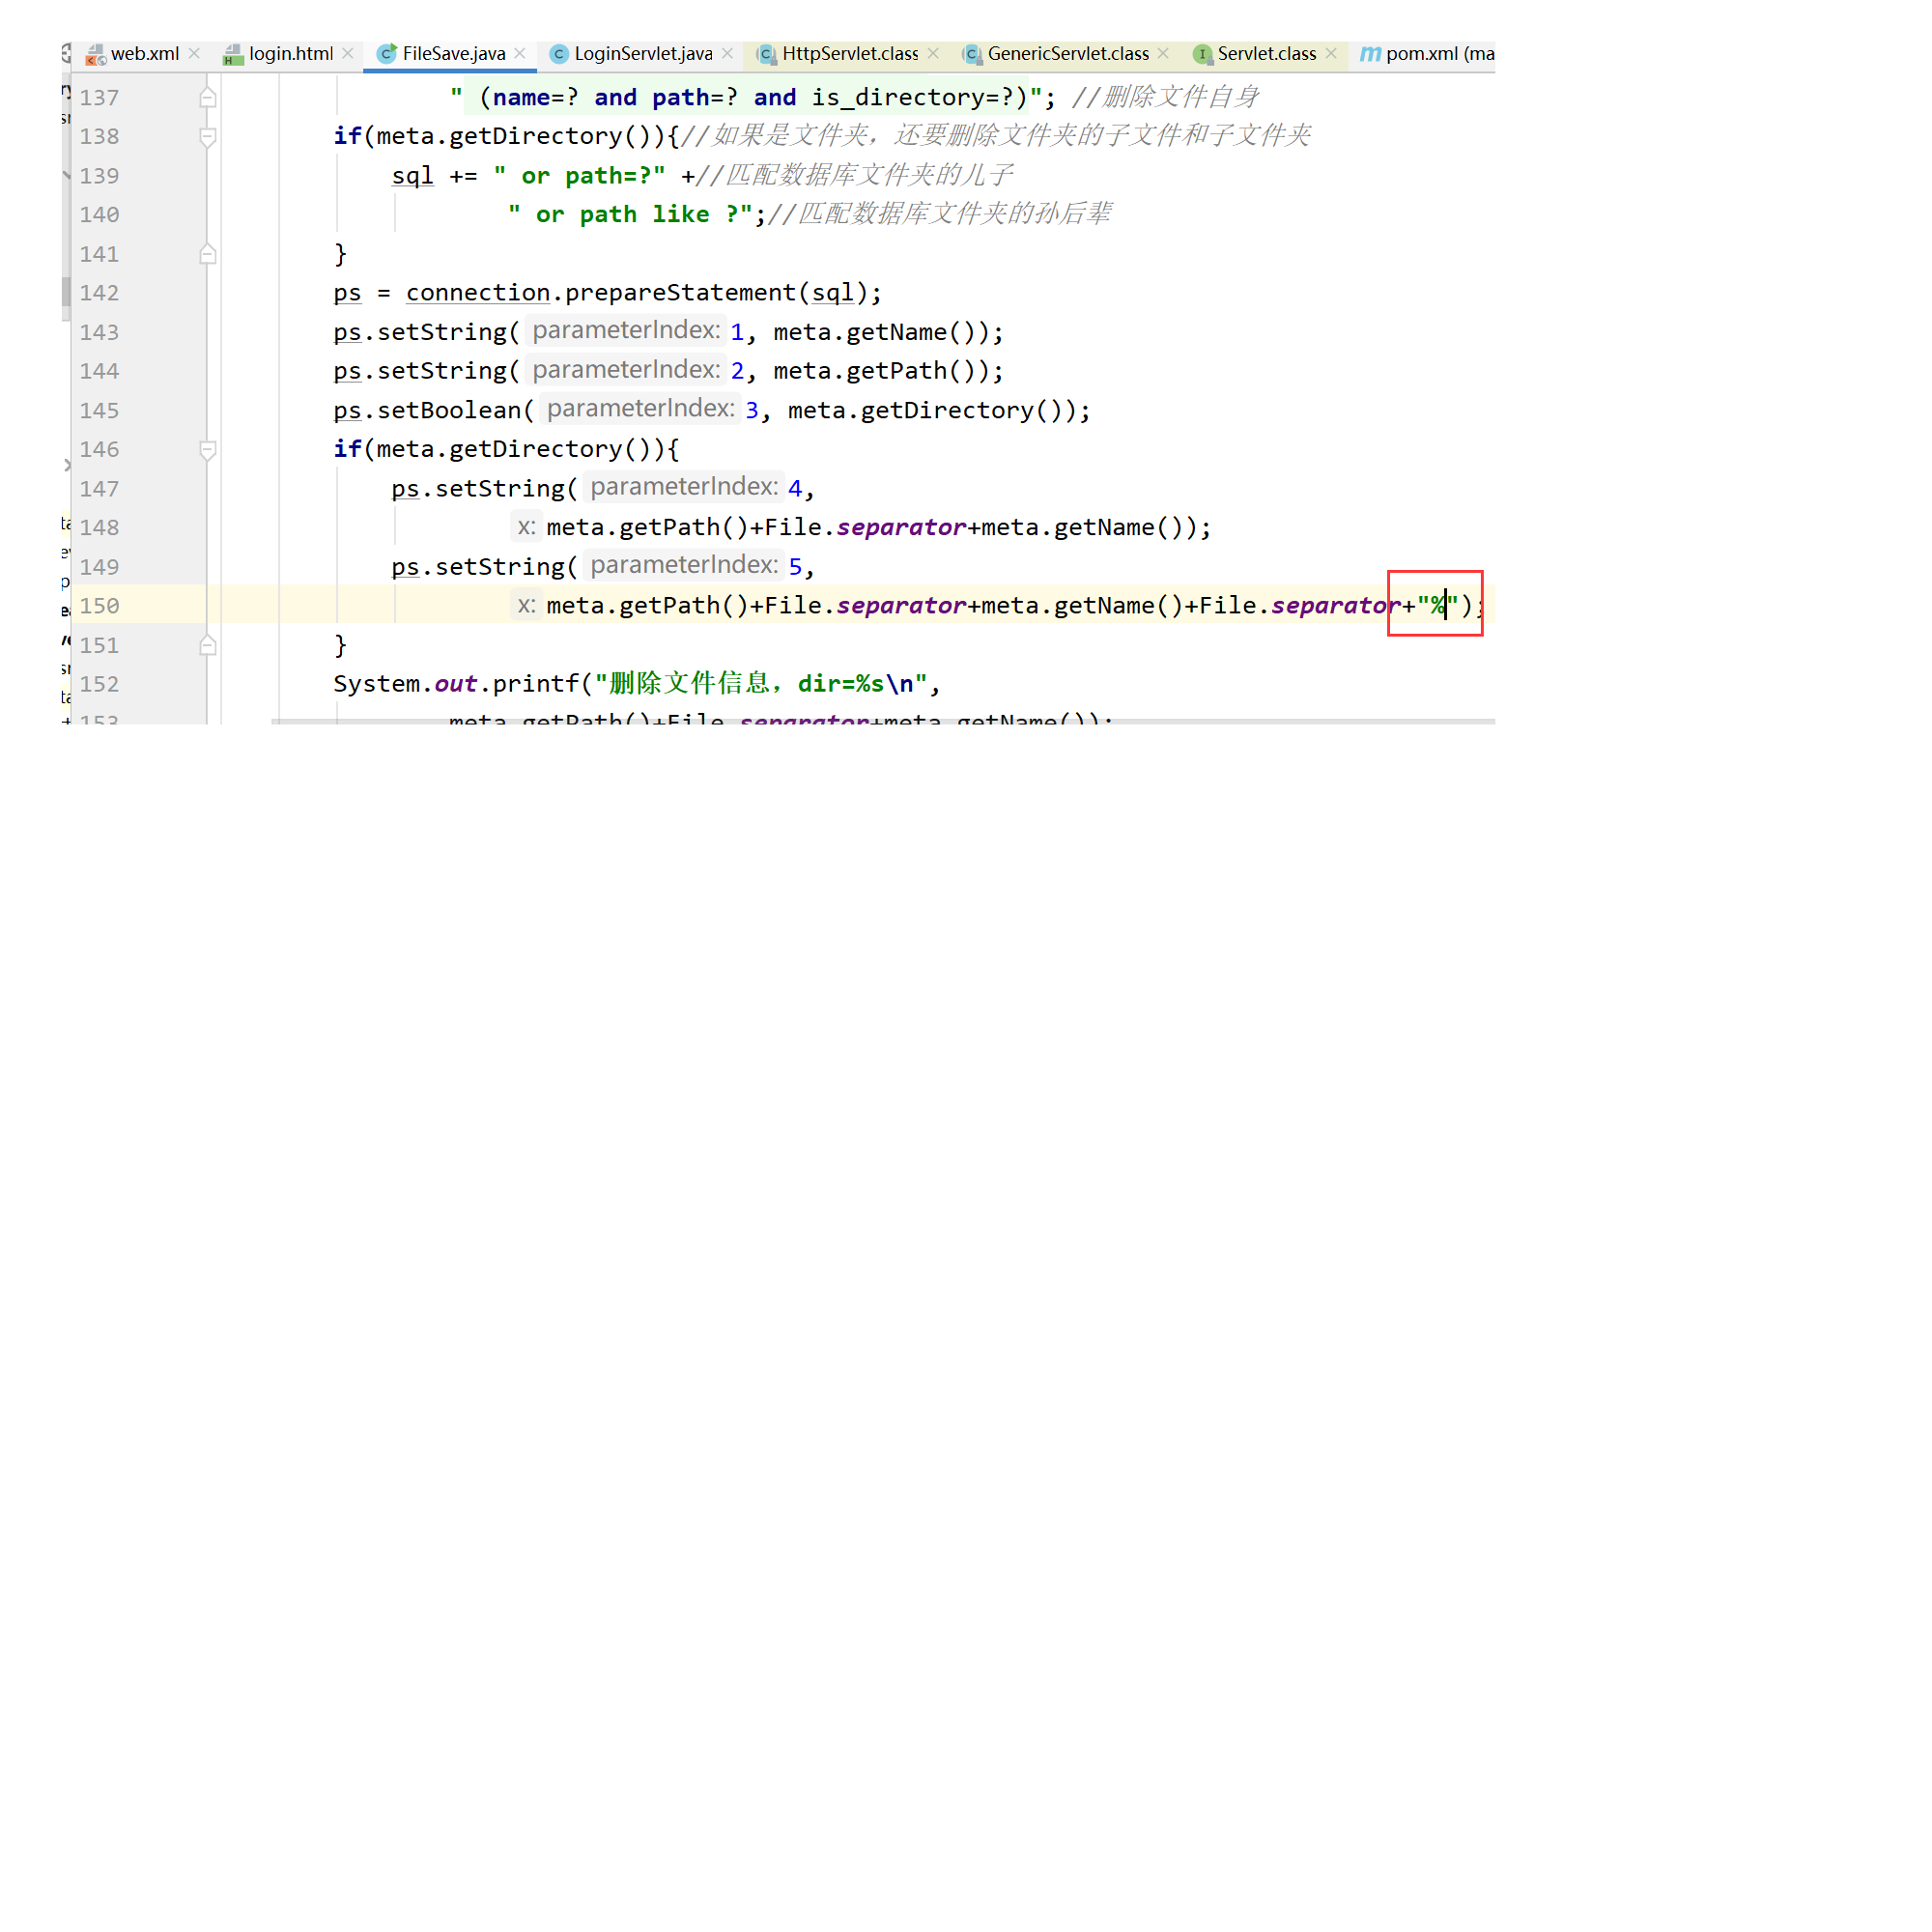 web.xml login.html FileSave.java LoginServlet.java HttpServlet.class GenericServlet.class Servlet.class pom.xml (ma
137 " (name=? and path=? and is_directory=?)"; //删除文件自身
138 if(meta.getDirectory()){//如果是文件夹，还要删除文件夹的子文件和子文件夹
139 sql += " or path=?" +//匹配数据库文件夹的儿子
140 " or path like ?";//匹配数据库文件夹的孙后辈
141 }
142 ps = connection.prepareStatement(sql);
143 ps.setString( parameterIndex: 1, meta.getName());
144 ps.setString( parameterIndex: 2, meta.getPath());
145 ps.setBoolean( parameterIndex: 3, meta.getDirectory());
146 if(meta.getDirectory()){
147 ps.setString( parameterIndex: 4,
148 x: meta.getPath()+File.separator+meta.getName());
149 ps.setString( parameterIndex: 5,
150 x: meta.getPath()+File.separator+meta.getName()+File.separator+"%");
151 }
152 System.out.printf("删除文件信息，dir=%s\n",
153 meta.getPath()+File.separator+meta.getName());